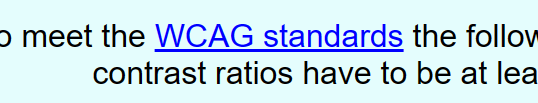 o meet the WCAG standards the follow
contrast ratios have to be at lea